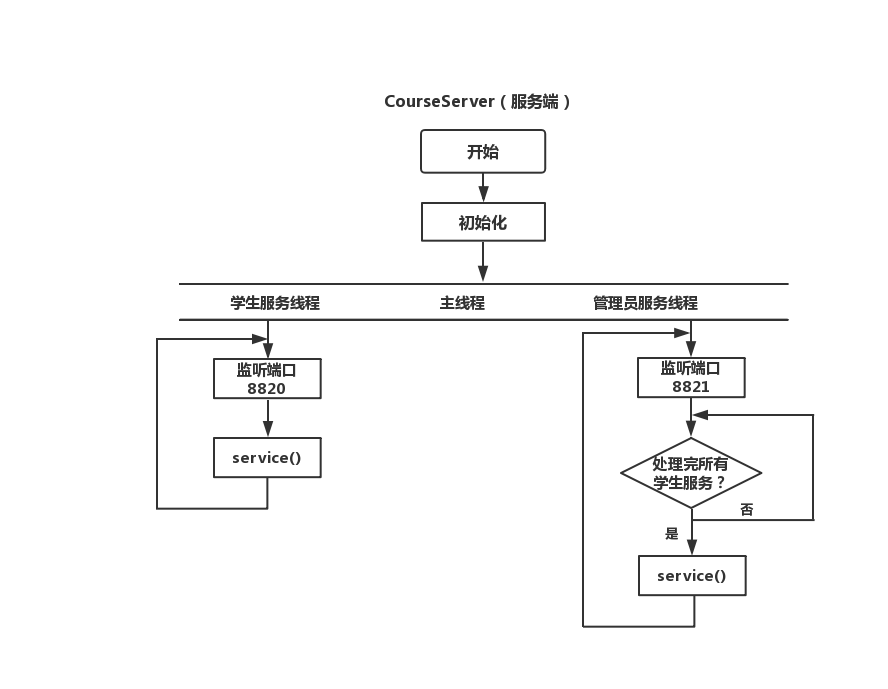 CourseServer（服务端）
开始
初始化
学生服务线程
主线程
管理员服务线程
监听端口
8820
service()
监听端口
8821
处理完所有
学生服务？
否
是
service()